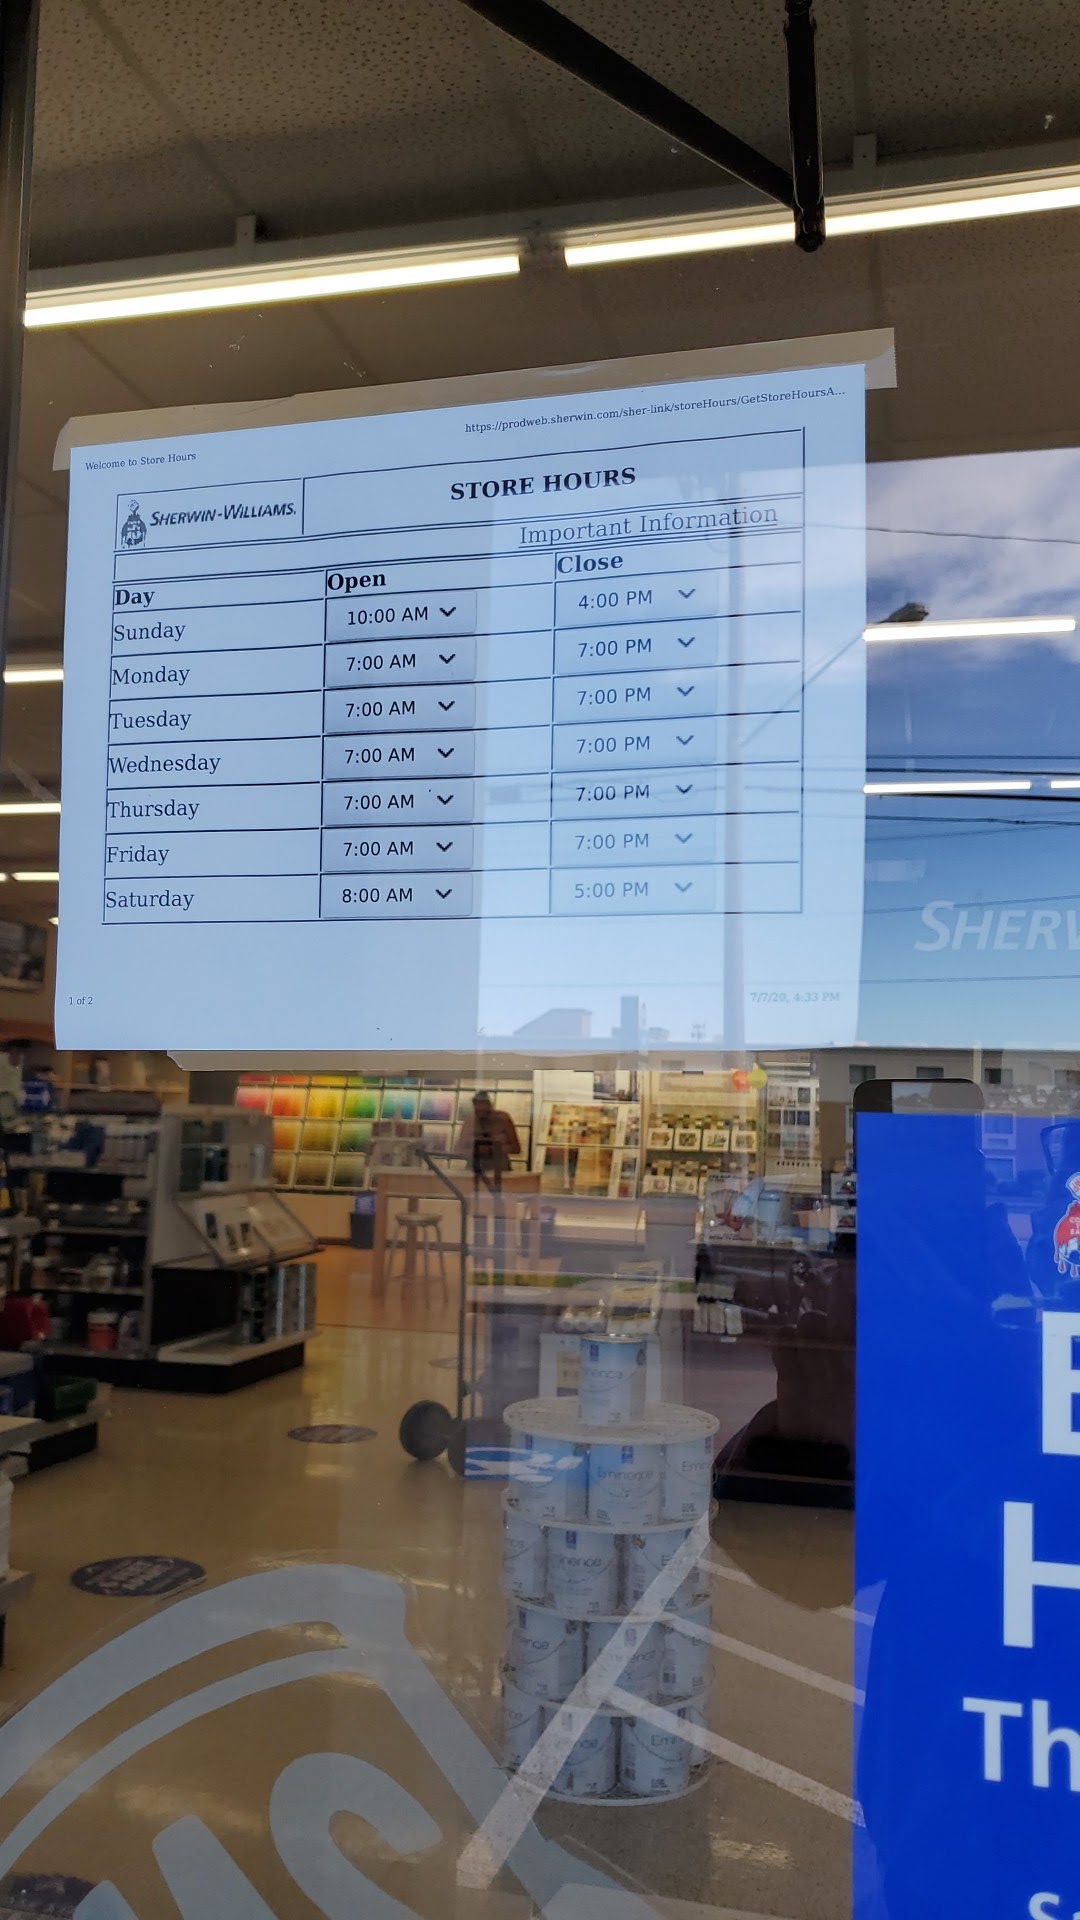 Welcome to Store Hours
https://prodweb.sherwin.com/sher-link/storeHours/GetStoreHoursA...
SHERWIN-WILLIAMS.
STORE HOURS
Important Information
Day Open Close
Sunday 10:00 AM 4:00 PM
Monday 7:00 AM 7:00 PM
Tuesday 7:00 AM 7:00 PM
Wednesday 7:00 AM 7:00 PM
Thursday 7:00 AM 7:00 PM
Friday 7:00 AM 7:00 PM
Saturday 8:00 AM 5:00 PM
1 of 2
7/7/20, 4:33 PM
SHERW
E
H
Th
S
Eminence